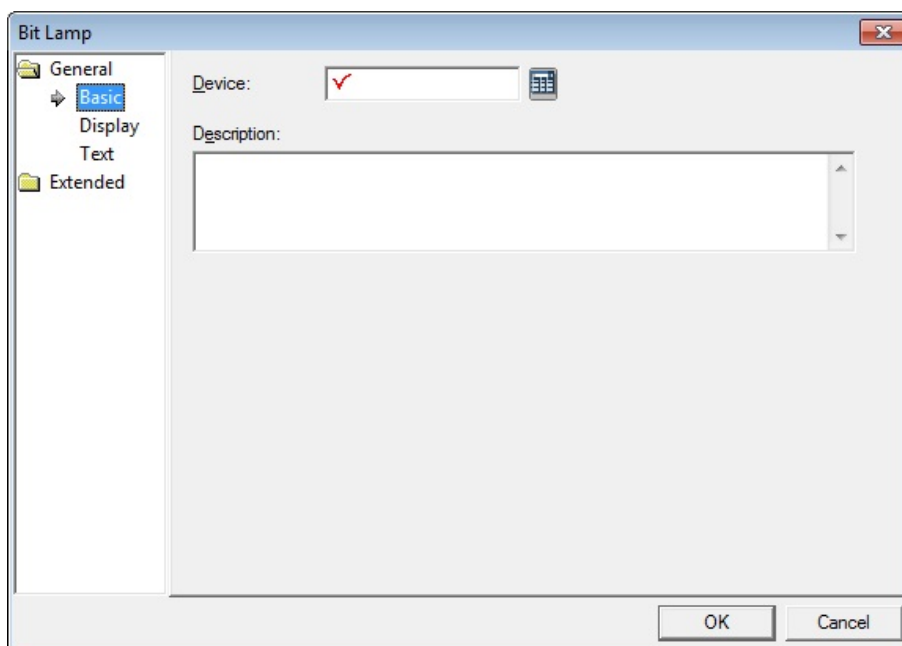 Bit Lamp
General
Basic
Display
Text
Extended
Device:
Description:
OK
Cancel